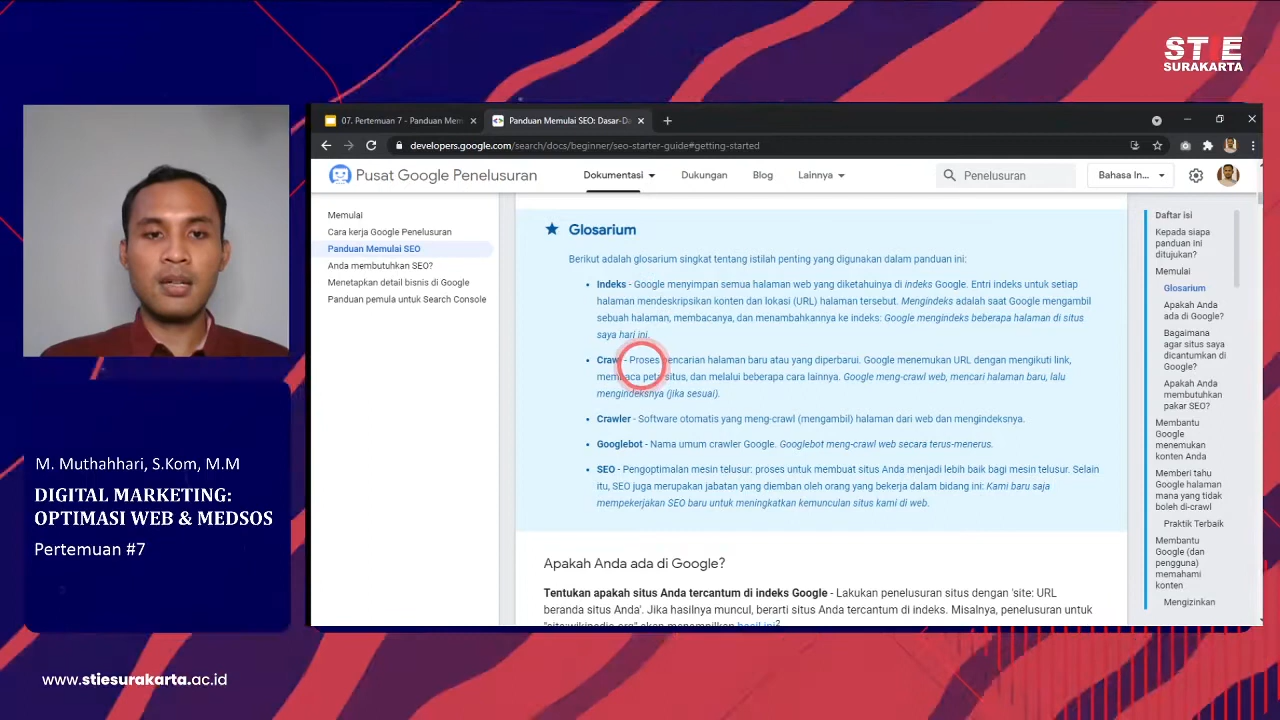 ST E
SURAKARTA
07. Pertemuan 7 - Panduan Mem
Panduan Memulai SEO: Dasar-Da
developers.google.com/search/docs/beginner/seo-starter-guide#getting-started
Pusat Google Penelusuran
Dokumentasi
Dukungan
Blog
Lainnya
Penelusuran
Bahasa In...
Memulai
Cara kerja Google Penelusuran
Panduan Memulai SEO
Anda membutuhkan SEO?
Menetapkan detail bisnis di Google
Panduan pemula untuk Search Console
Glosarium
Berikut adalah glosarium singkat tentang istilah penting yang digunakan dalam panduan ini:
• Indeks - Google menyimpan semua halaman web yang diketahuinya di indeks Google. Entri indeks untuk setiap
halaman mendeskripsikan konten dan lokasi (URL) halaman tersebut. Mengindeks adalah saat Google mengambil
sebuah halaman, membacanya, dan menambahkannya ke indeks: Google mengindeks beberapa halaman di situs
saya hari ini.
• Crawl - Proses pencarian halaman baru atau yang diperbarui. Google menemukan URL dengan mengikuti link,
membaca peta situs, dan melalui beberapa cara lainnya. Google meng-crawl web, mencari halaman baru, lalu
mengindeksnya (jika sesuai).
• Crawler - Software otomatis yang meng-crawl (mengambil) halaman dari web dan mengindeksnya.
• Googlebot - Nama umum crawler Google. Googlebot meng-crawl web secara terus-menerus.
• SEO - Pengoptimalan mesin telusur: proses untuk membuat situs Anda menjadi lebih baik bagi mesin telusur. Selain
itu, SEO juga merupakan jabatan yang diemban oleh orang yang bekerja dalam bidang ini: Kami baru saja
mempekerjakan SEO baru untuk meningkatkan kemunculan situs kami di web.
Apakah Anda ada di Google?
Tentukan apakah situs Anda tercantum di indeks Google - Lakukan penelusuran situs dengan 'site: URL
beranda situs Anda'. Jika hasilnya muncul, berarti situs Anda tercantum di indeks. Misalnya, penelusuran untuk
"site:wikipedia.org" akan menampilkan hasil ini²
Daftar isi
Kepada siapa
panduan ini
ditujukan?
Memulai
Glosarium
Apakah Anda
ada di Google?
Bagaimana
agar situs saya
dicantumkan di
Google?
Apakah Anda
membutuhkan
pakar SEO?
Membantu
Google
menemukan
konten Anda
Memberi tahu
Google halaman
mana yang tidak
boleh di-crawl
Praktik Terbaik
Membantu
Google (dan
pengguna)
memahami
konten
Mengizinkan
M. Muthahhari, S.Kom, M.M
DIGITAL MARKETING:
OPTIMASI WEB & MEDSOS
Pertemuan #7
www.stiesurakarta.ac.id